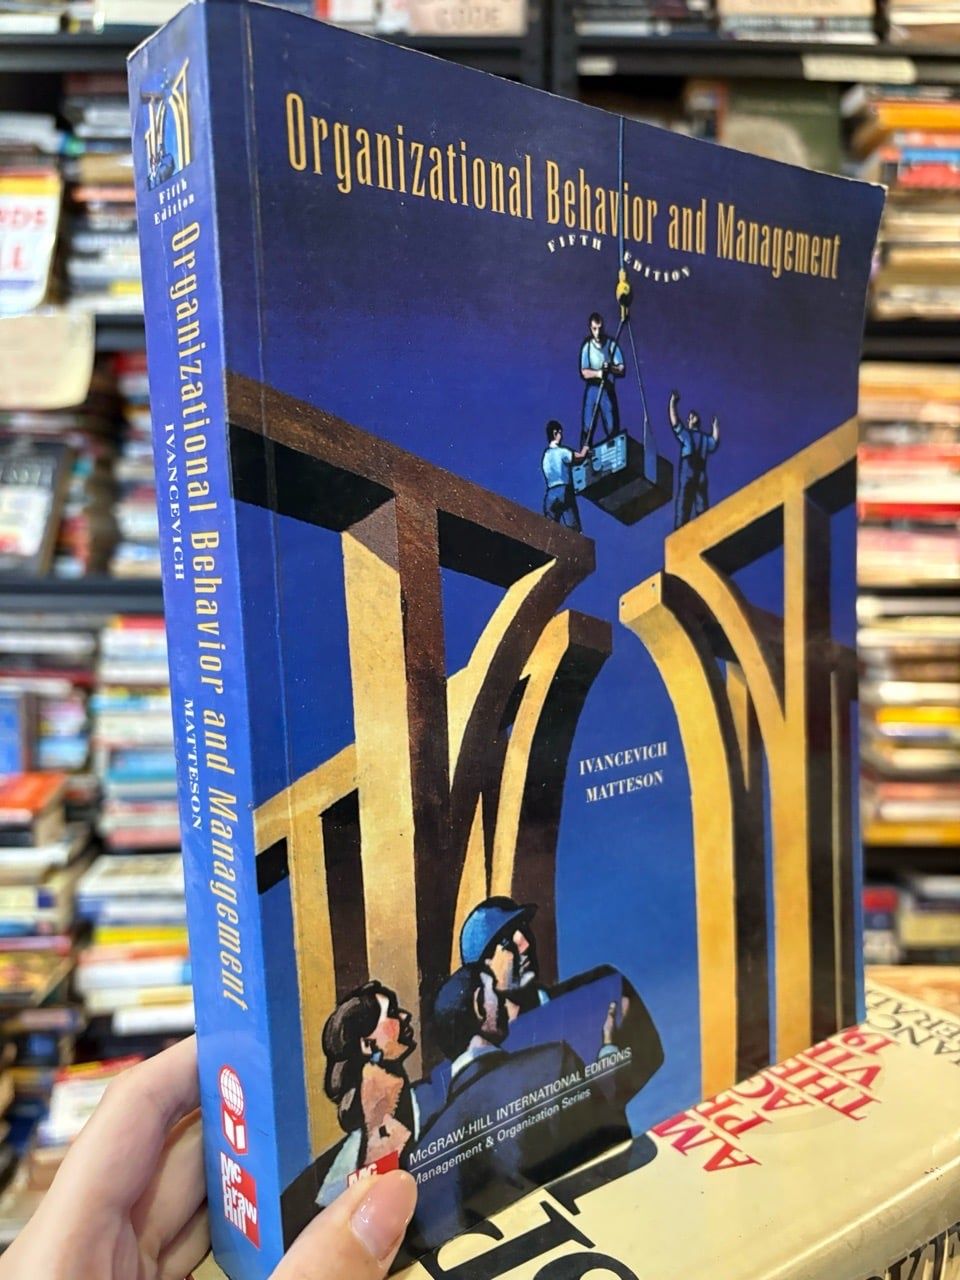 Organizational Behavior and Management
FIFTH EDITION
IVANCEVICH
MATTESON
McGRAW-HILL INTERNATIONAL EDITIONS
Management & Organization Series
Fifth
Edition
Organizational Behavior and Management
IVANCEVICH
MATTESON
Mc
Graw
Hill
CODE